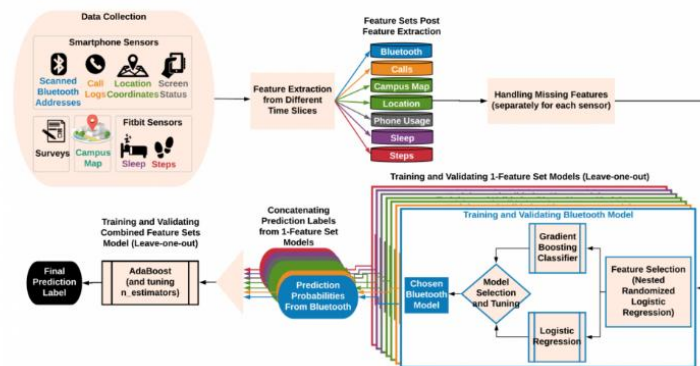 Data Collection
Smartphone Sensors
Scanned
Bluetooth
Addresses
Call
Logs
Location
Coordinates
Screen
Status
Surveys
Campus
Map
Fitbit Sensors
Sleep
Steps
Feature Extraction
from Different
Time Slices
Feature Sets Post
Feature Extraction
Bluetooth
Calls
Campus Map
Location
Phone Usage
Sleep
Steps
Handling Missing Features
(separately for each sensor)
Training and Validating 1-Feature Set Models (Leave-one-out)
Training and Validating Bluetooth Model
Feature Selection
(Nested
Randomized
Logistic
Regression)
Gradient
Boosting
Classifier
Logistic
Regression
Model
Selection
and Tuning
Chosen
Bluetooth
Model
Concatenating
Prediction Labels
from 1-Feature Set
Models
Prediction
Probabilities
From Bluetooth
Training and Validating
Combined Feature Sets
Model (Leave-one-out)
AdaBoost
(and tuning
n_estimators)
Final
Prediction
Label